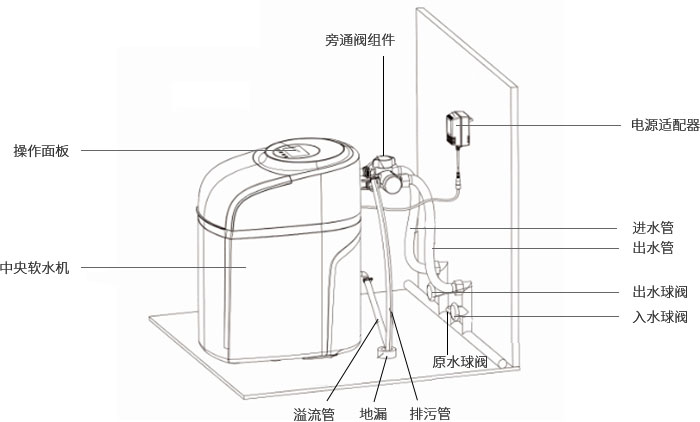 旁通阀组件
电源适配器
操作面板
进水管
出水管
中央软水机
出水球阀
入水球阀
原水球阀
溢流管
地漏
排污管